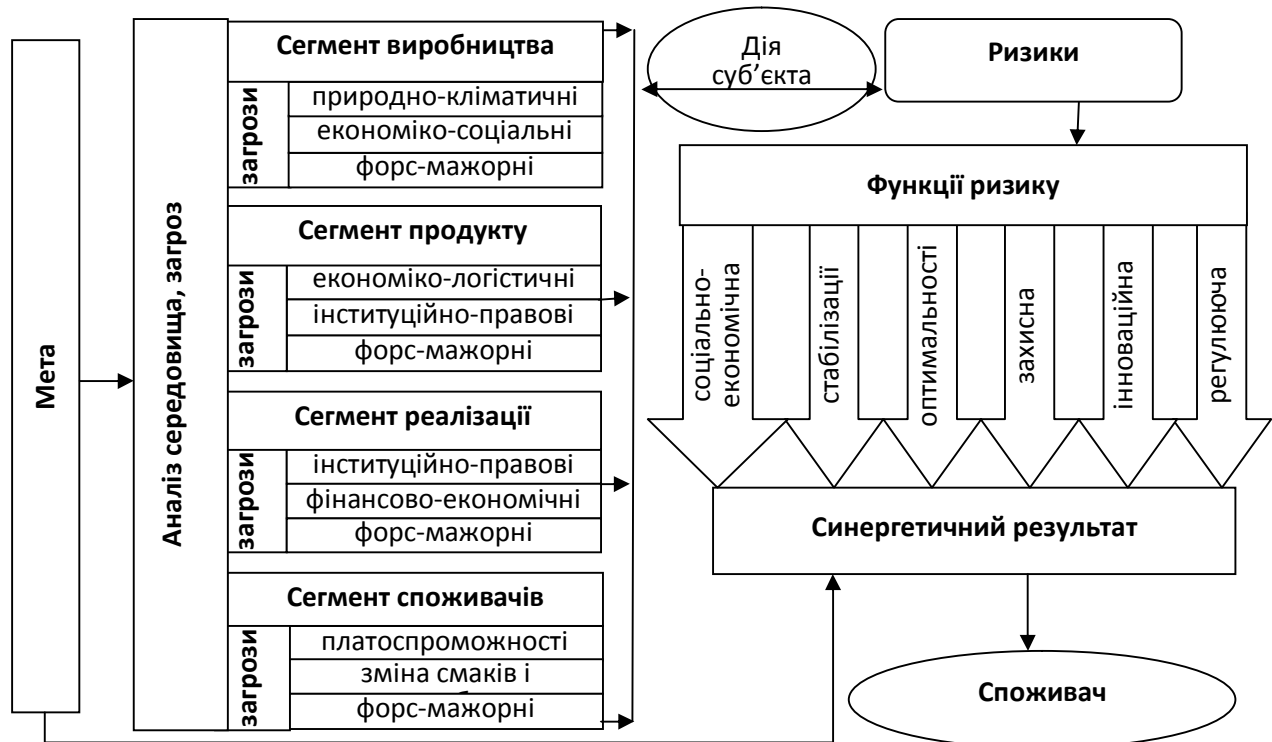 Мета
Аналіз середовища, загроз
Сегмент виробництва
загрози
природно-кліматичні
економіко-соціальні
форс-мажорні
Сегмент продукту
загрози
економіко-логістичні
інституційно-правові
форс-мажорні
Сегмент реалізації
загрози
інституційно-правові
фінансово-економічні
форс-мажорні
Сегмент споживачів
загрози
платоспроможності
зміна смаків і
форс-мажорні
Дія
суб’єкта
Ризики
Функції ризику
соціально-
економічна
стабілізації
оптимальності
захисна
інноваційна
регулююча
Синергетичний результат
Споживач